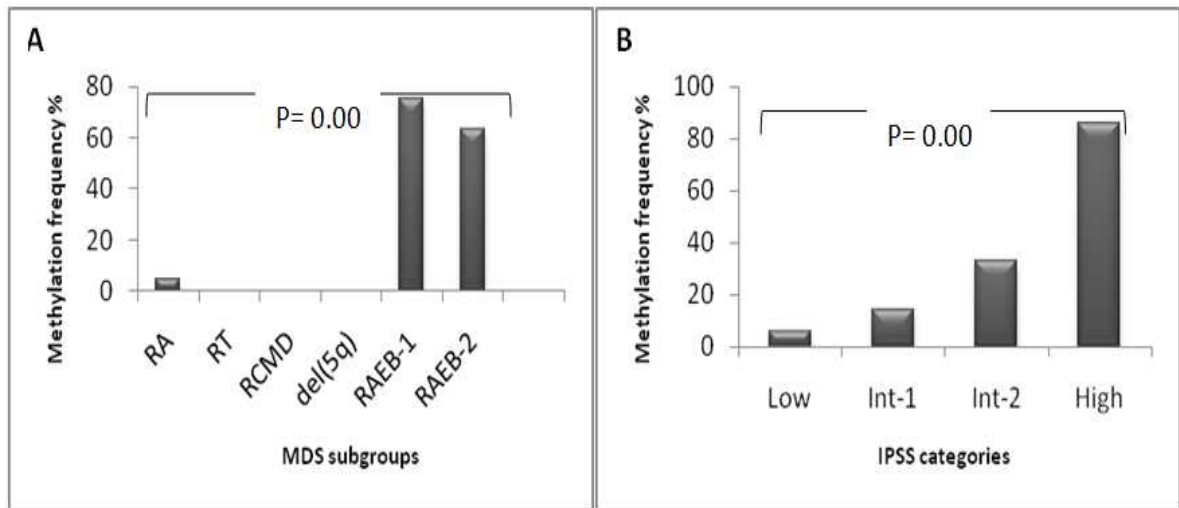 A
Methylation frequency %
80
60
40
20
0
P= 0.00
RA
RT
RCMD
del(5q)
RAEB-1
RAEB-2
MDS subgroups
B
Methylation frequency %
100
80
60
40
20
0
P= 0.00
Low Int-1 Int-2 High
IPSS categories